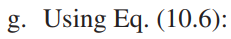 g. Using Eq. (10.6):